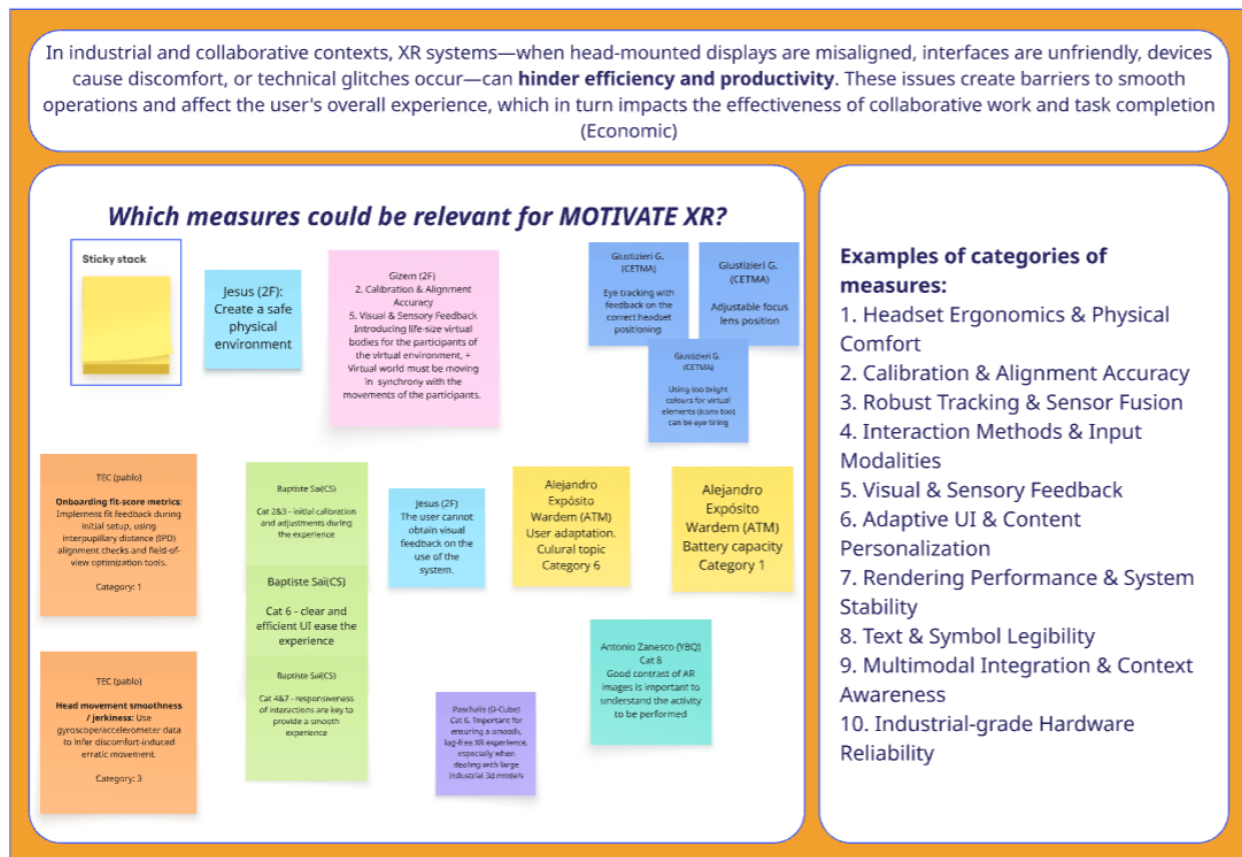 In industrial and collaborative contexts, XR systems—when head-mounted displays are misaligned, interfaces are unfriendly, devices
cause discomfort, or technical glitches occur—can hinder efficiency and productivity. These issues create barriers to smooth
operations and affect the user's overall experience, which in turn impacts the effectiveness of collaborative work and task completion
(Economic)
Which measures could be relevant for MOTIVATE XR?
Sticky stack
Jesus (2F):
Create a safe
physical
environment
Gizem (2F)
2. Calibration & Alignment
Accuracy
5. Visual & Sensory Feedback
Introducing life-size virtual
bodies for the participants of
the virtual environment, +
Virtual world must be moving
in synchrony with the
movements of the participants.
Giustizieri G.
(CETMA)
Eye tracking with
feedback on the
correct headset
positioning
Giustizieri G.
(CETMA)
Adjustable focus
lens position
Giustizieri G.
(CETMA)
Using too bright
colours for virtual
elements (icons too)
can be eye tiring
TEC (pablo)
Onboarding fit-score metrics:
Implement fit feedback during
initial setup, using
interpupillary distance (IPD)
alignment checks and field-of-
view optimization tools.
Category: 1
Baptiste Saï(CS)
Cat 2&3 - initial calibration
and adjustments during
the experience
Jesus (2F)
The user cannot
obtain visual
feedback on the
use of the
system.
Alejandro
Expósito
Wardem (ATM)
User adaptation.
Culural topic
Category 6
Alejandro
Expósito
Wardem (ATM)
Battery capacity
Category 1
Baptiste Saï(CS)
Cat 6 - clear and
efficient UI ease the
experience
TEC (pablo)
Head movement smoothness
/ jerkiness: Use
gyroscope/accelerometer data
to infer discomfort-induced
erratic movement.
Category: 3
Baptiste Saï(CS)
Cat 4&7 - responsiveness
of interactions are key to
provide a smooth
experience
Paschalis (Q-Cube)
Cat 6, Important for
ensuring a smooth,
lag-free XR experience,
especially when
dealing with large
industrial 3d models
Antonio Zanesco (YBQ)
Cat 8
Good contrast of AR
images is important to
understand the activity
to be performed
Examples of categories of
measures:
1. Headset Ergonomics & Physical
Comfort
2. Calibration & Alignment Accuracy
3. Robust Tracking & Sensor Fusion
4. Interaction Methods & Input
Modalities
5. Visual & Sensory Feedback
6. Adaptive UI & Content
Personalization
7. Rendering Performance & System
Stability
8. Text & Symbol Legibility
9. Multimodal Integration & Context
Awareness
10. Industrial-grade Hardware
Reliability